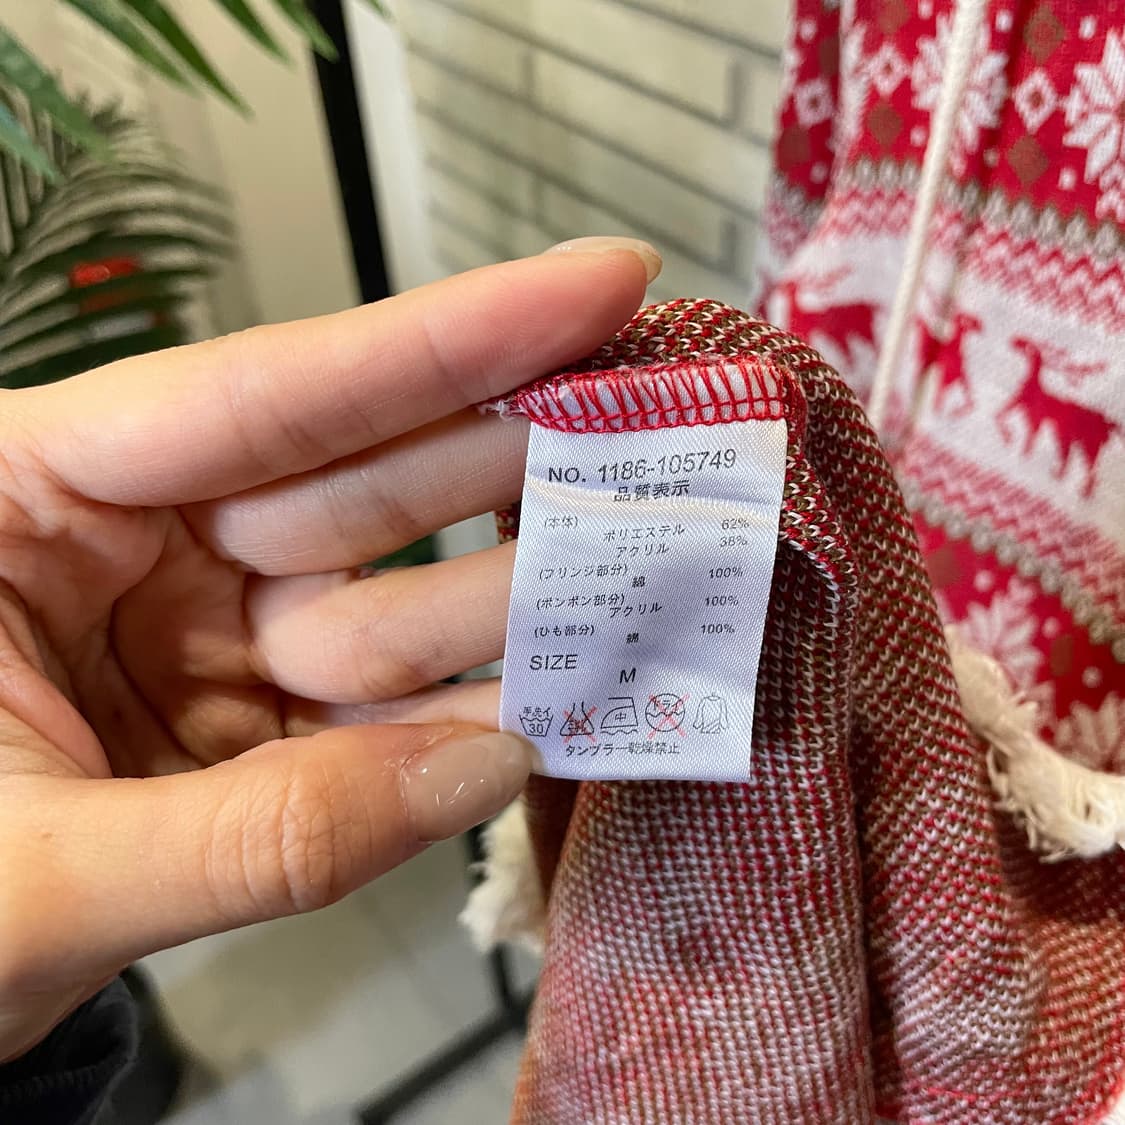 NO. 1186-105749
品質表示
(本体)
ポリエステル 62%
アクリル 38%
(フリンジ部分)
綿 100%
(ポンポン部分)
アクリル 100%
(ひも部分)
綿 100%
SIZE
M
手洗イ 30 中 ドライ
タンブラー乾燥禁止